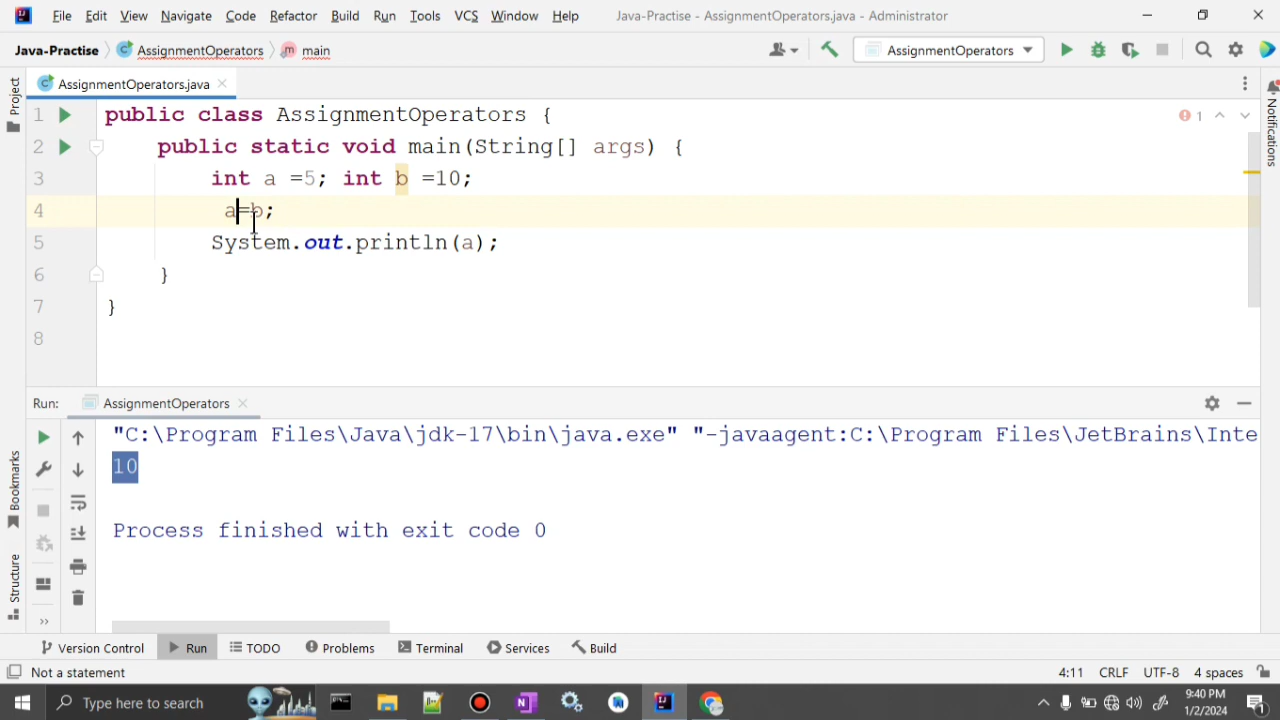 File Edit View Navigate Code Refactor Build Run Tools VCS Window Help Java-Practise - AssignmentOperators.java - Administrator
Java-Practise AssignmentOperators main AssignmentOperators
Project
AssignmentOperators.java
Notifications
1 public class AssignmentOperators { 1
2 public static void main(String[] args) {
3 int a =5; int b =10;
4 a=b;
5 System.out.println(a);
6 }
7 }
8
Run: AssignmentOperators
"C:\Program Files\Java\jdk-17\bin\java.exe" "-javaagent:C:\Program Files\JetBrains\Inte
10
Process finished with exit code 0
Bookmarks
Structure
Version Control Run TODO Problems Terminal Services Build
Not a statement 4:11 CRLF UTF-8 4 spaces
Type here to search 9:40 PM
1/2/2024 1